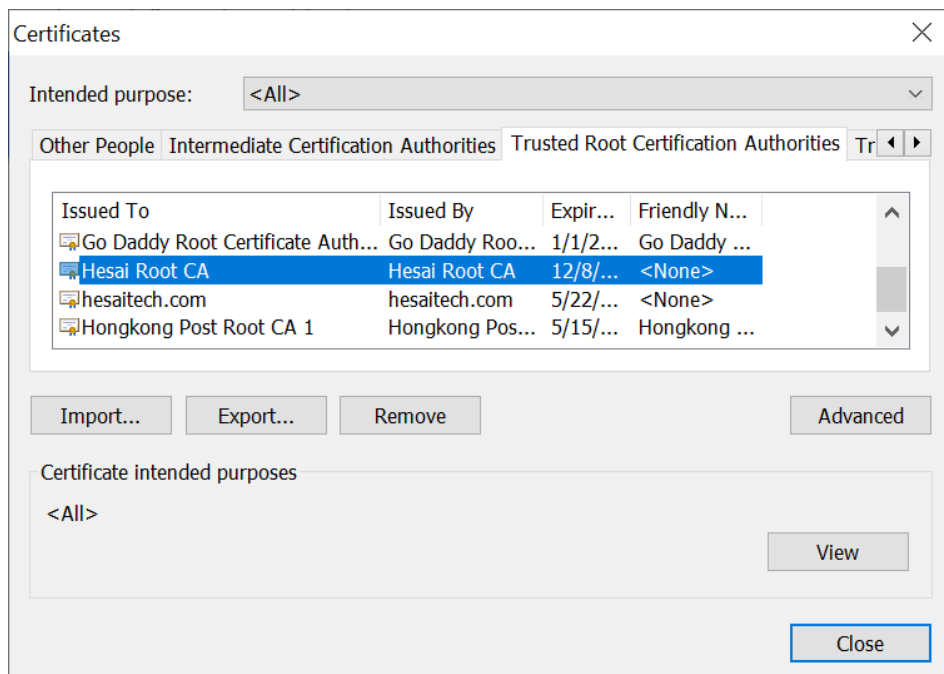 Certificates
Intended purpose: <All>
Other People Intermediate Certification Authorities Trusted Root Certification Authorities Tr
Issued To Issued By Expir... Friendly N...
Go Daddy Root Certificate Auth... Go Daddy Roo... 1/1/2... Go Daddy ...
Hesai Root CA Hesai Root CA 12/8/... <None>
hesaitech.com hesaitech.com 5/22/... <None>
Hongkong Post Root CA 1 Hongkong Pos... 5/15/... Hongkong ...
Import... Export... Remove Advanced
Certificate intended purposes
<All>
View
Close